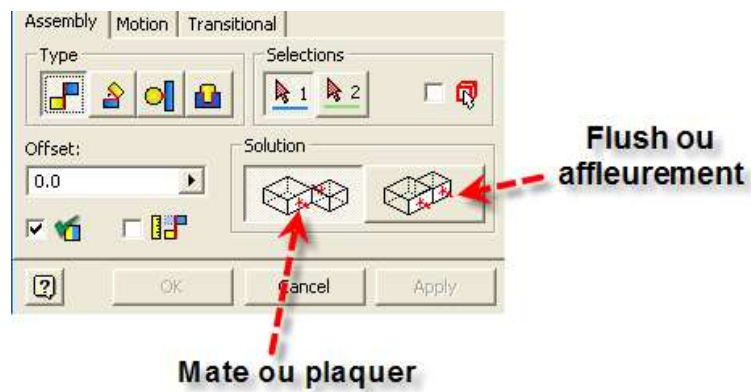 Assembly Motion Transitional
Type
Selections
1 2
Offset:
Solution
0.0
Flush ou
affleurement
?
OK Cancel Apply
Mate ou plaquer